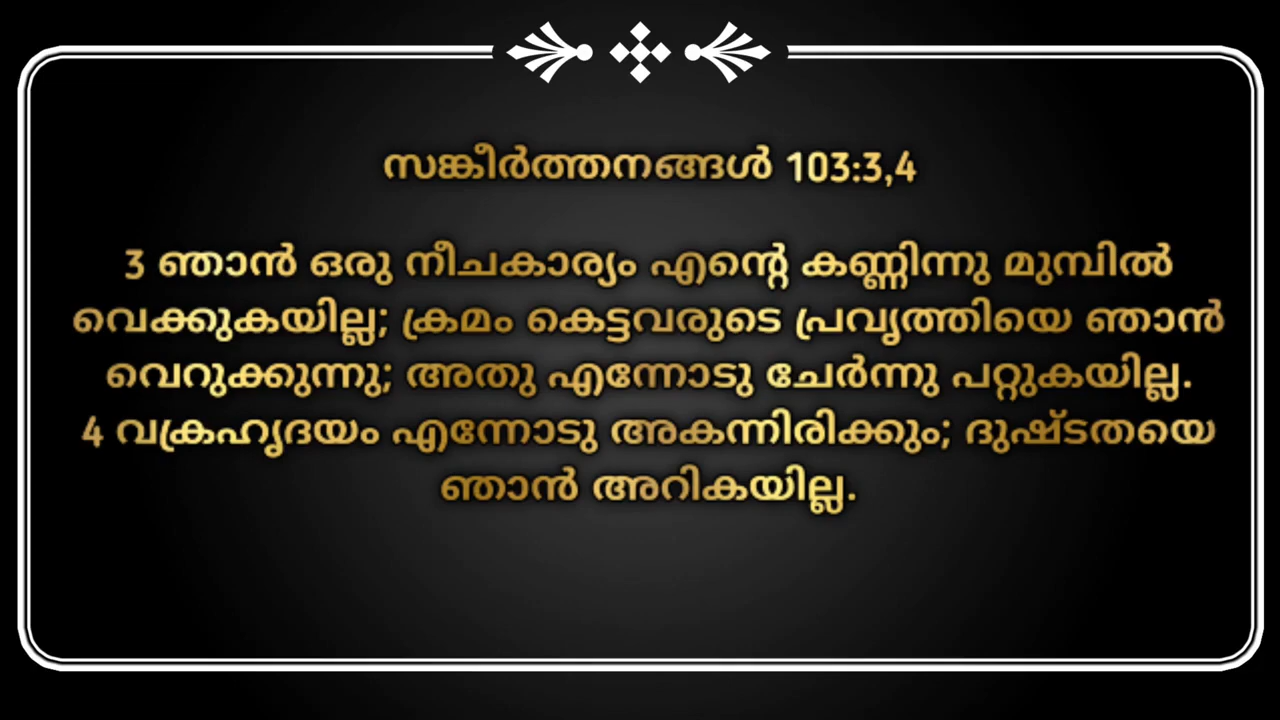 സങ്കീർത്തനങ്ങൾ 103:3,4
3 ഞാൻ ഒരു നീചകാര്യം എന്റെ കണ്ണിന്നു മുമ്പിൽ
വെക്കുകയില്ല; ക്രമം കെട്ടവരുടെ പ്രവൃത്തിയെ ഞാൻ
വെറുക്കുന്നു; അതു എന്നോടു ചേർന്നു പറ്റുകയില്ല.
4 വക്രഹൃദയം എന്നോടു അകന്നിരിക്കും; ദുഷ്ടതയെ
ഞാൻ അറികയില്ല.